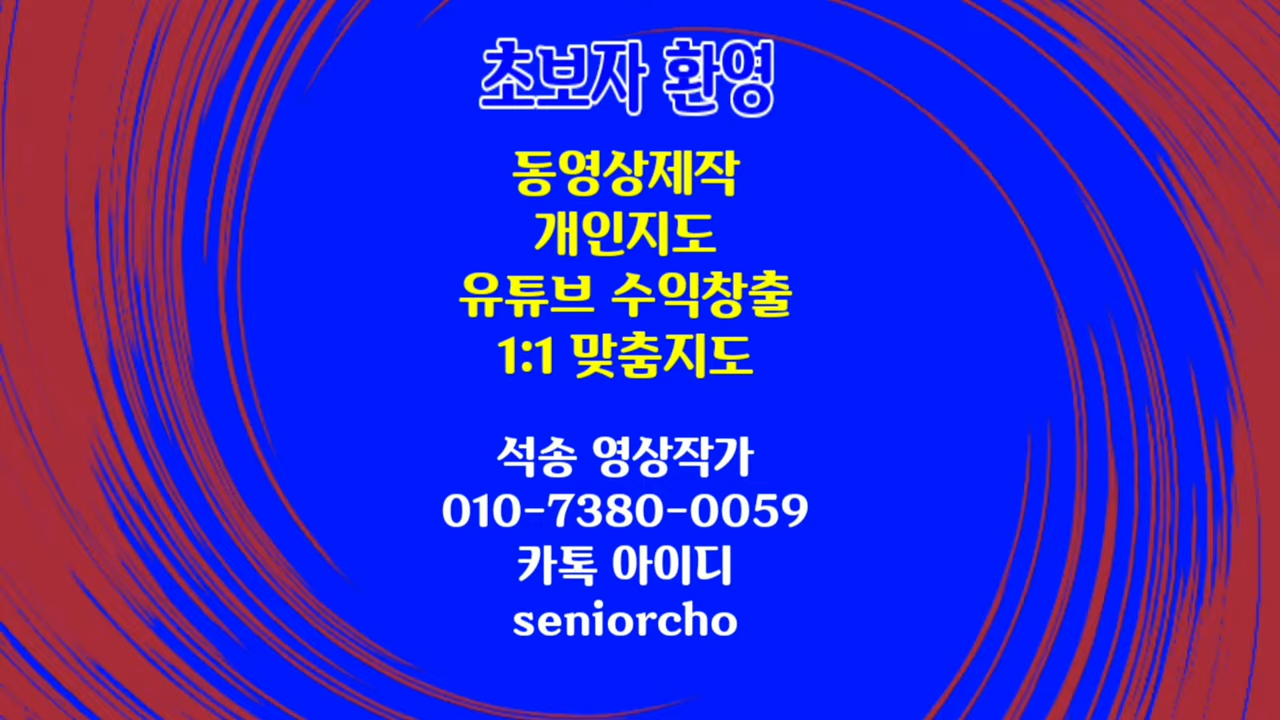 초보자 환영
동영상제작
개인지도
유튜브 수익창출
1:1 맞춤지도
석송 영상작가
010-7380-0059
카톡 아이디
seniorcho